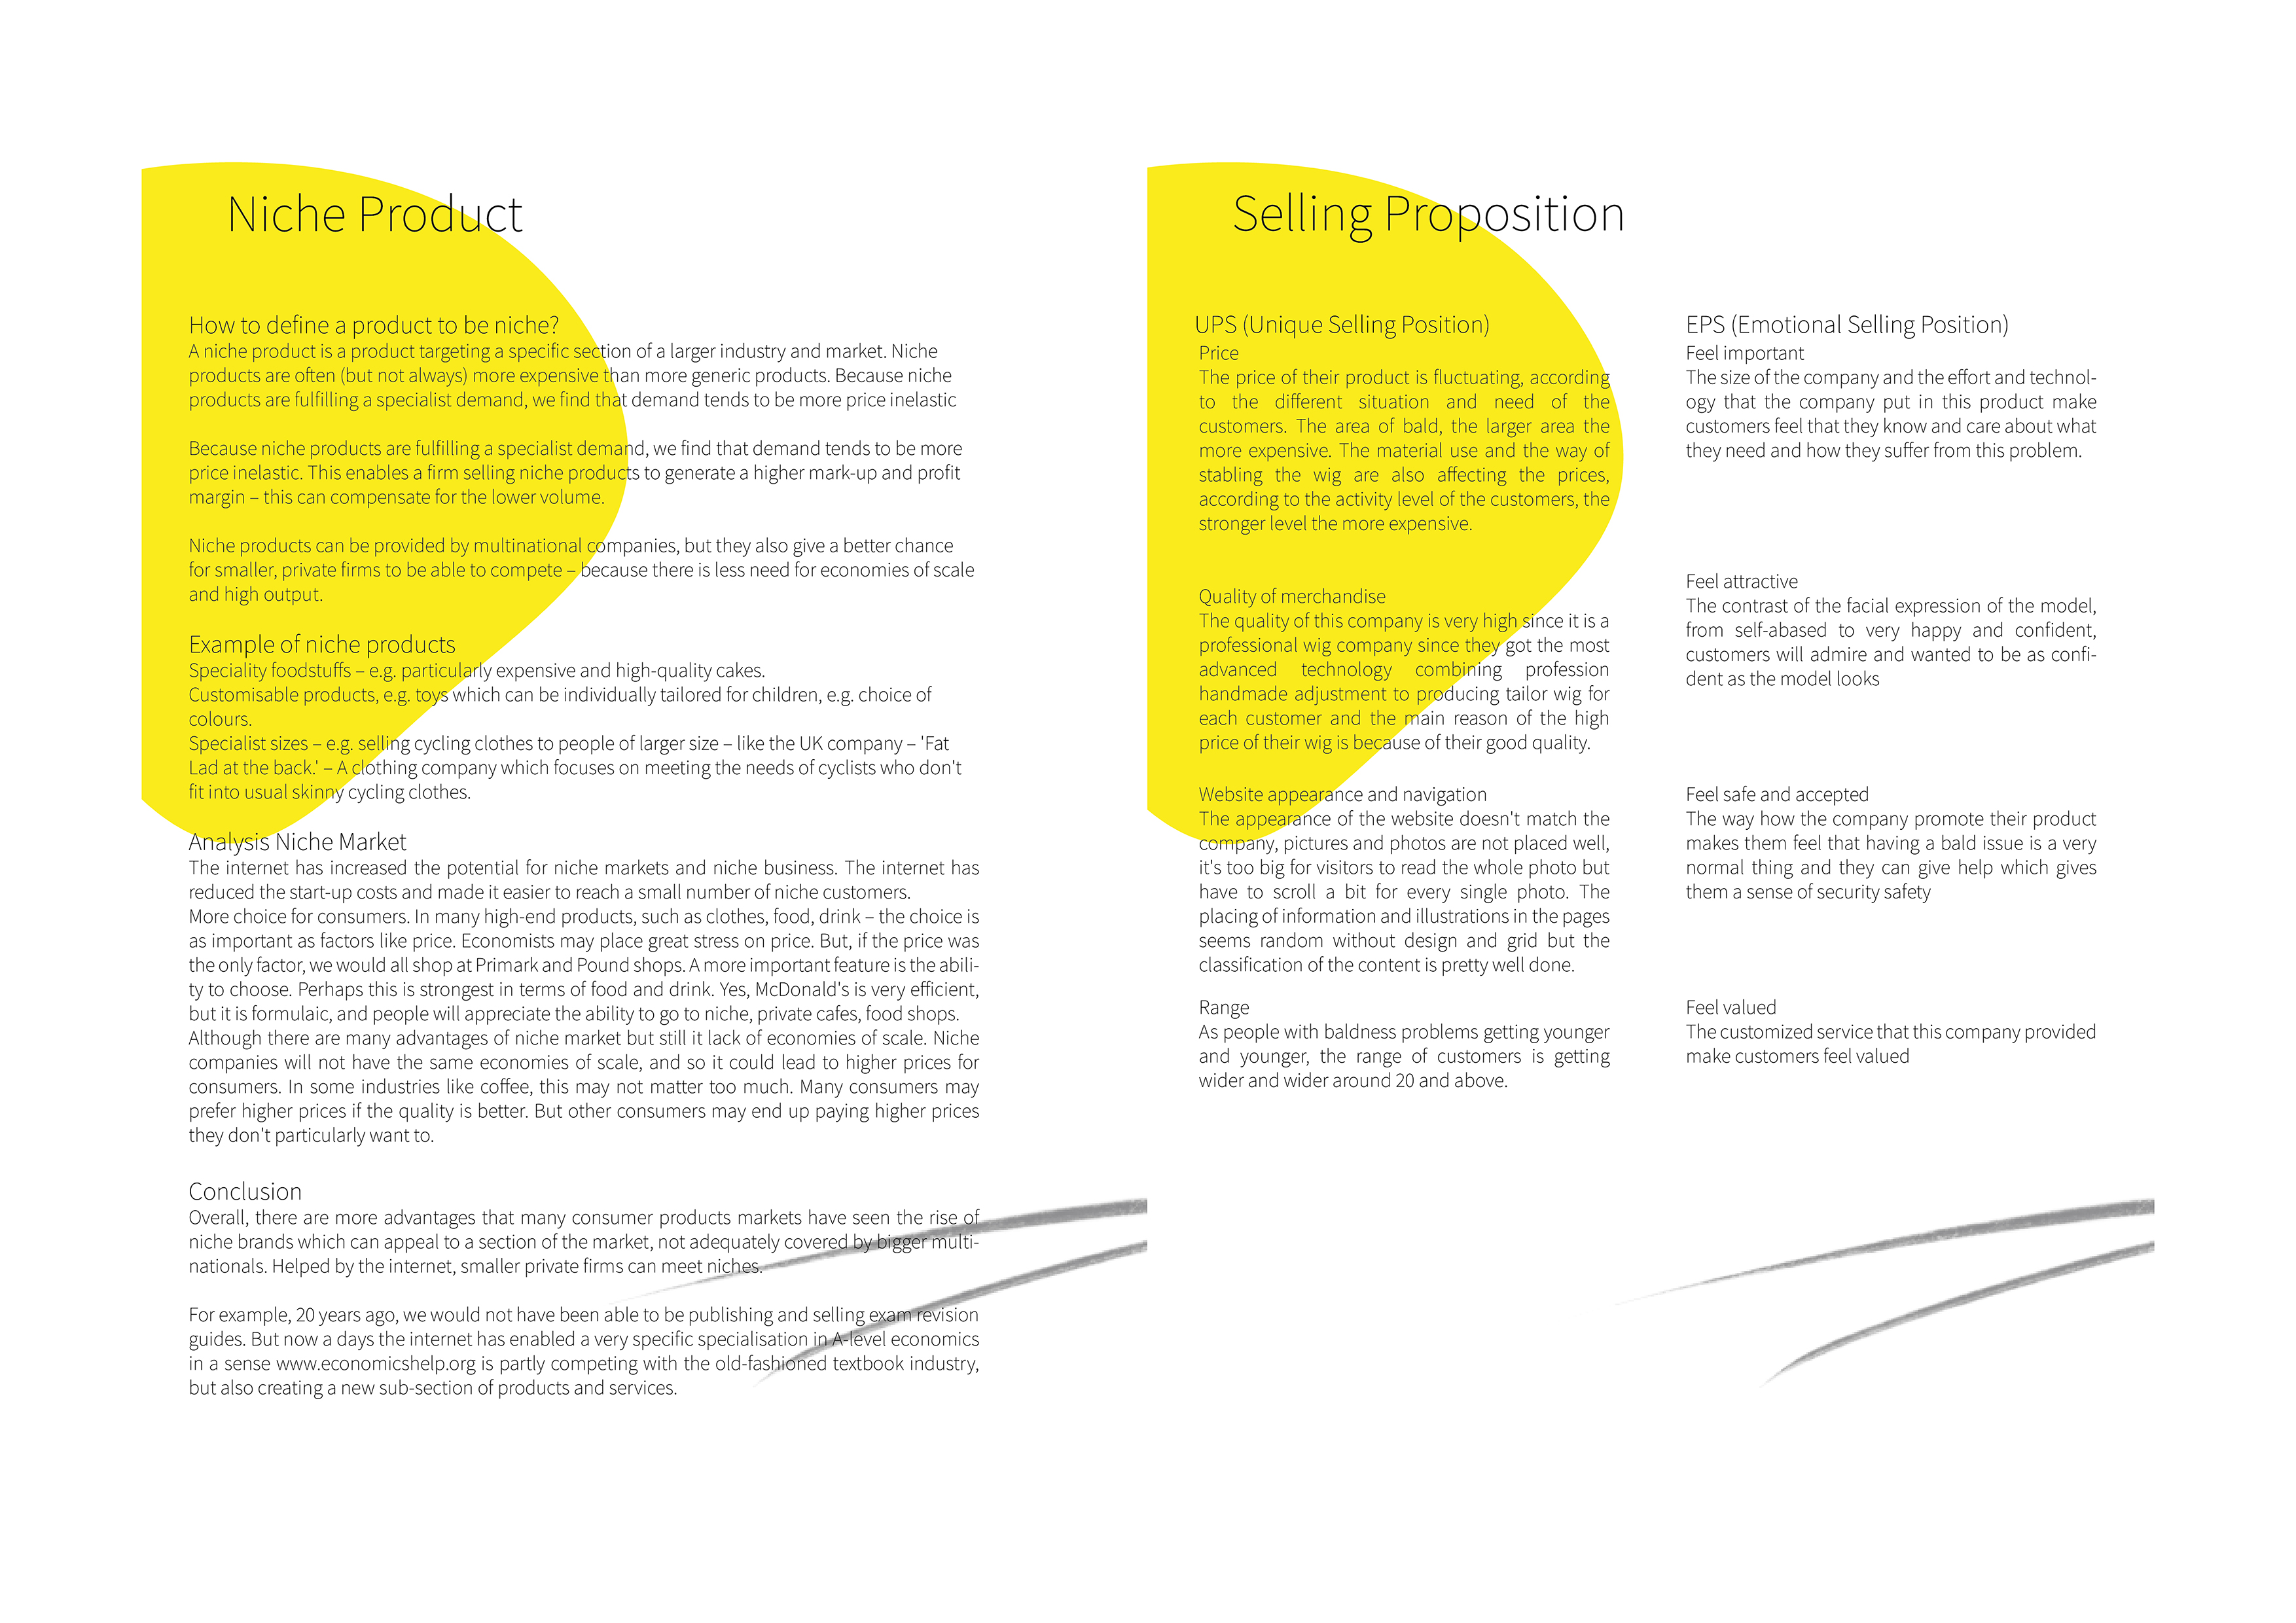 Niche Product
How to define a product to be niche?
A niche product is a product targeting a specific section of a larger industry and market. Niche
products are often (but not always) more expensive than more generic products. Because niche
products are fulfilling a specialist demand, we find that demand tends to be more price inelastic
Because niche products are fulfilling a specialist demand, we find that demand tends to be more
price inelastic. This enables a firm selling niche products to generate a higher mark-up and profit
margin – this can compensate for the lower volume.
Niche products can be provided by multinational companies, but they also give a better chance
for smaller, private firms to be able to compete – because there is less need for economies of scale
and high output.
Example of niche products
Speciality foodstuffs – e.g. particularly expensive and high-quality cakes.
Customisable products, e.g. toys which can be individually tailored for children, e.g. choice of
colours.
Specialist sizes – e.g. selling cycling clothes to people of larger size – like the UK company – 'Fat
Lad at the back.' – A clothing company which focuses on meeting the needs of cyclists who don't
fit into usual skinny cycling clothes.
Analysis Niche Market
The internet has increased the potential for niche markets and niche business. The internet has
reduced the start-up costs and made it easier to reach a small number of niche customers.
More choice for consumers. In many high-end products, such as clothes, food, drink – the choice is
as important as factors like price. Economists may place great stress on price. But, if the price was
the only factor, we would all shop at Primark and Pound shops. A more important feature is the abili-
ty to choose. Perhaps this is strongest in terms of food and drink. Yes, McDonald's is very efficient,
but it is formulaic, and people will appreciate the ability to go to niche, private cafes, food shops.
Although there are many advantages of niche market but still it lack of economies of scale. Niche
companies will not have the same economies of scale, and so it could lead to higher prices for
consumers. In some industries like coffee, this may not matter too much. Many consumers may
prefer higher prices if the quality is better. But other consumers may end up paying higher prices
they don't particularly want to.
Conclusion
Overall, there are more advantages that many consumer products markets have seen the rise of
niche brands which can appeal to a section of the market, not adequately covered by bigger multi-
nationals. Helped by the internet, smaller private firms can meet niches.
For example, 20 years ago, we would not have been able to be publishing and selling exam revision
guides. But now a days the internet has enabled a very specific specialisation in A-level economics
in a sense www.economicshelp.org is partly competing with the old-fashioned textbook industry,
but also creating a new sub-section of products and services.
Selling Proposition
UPS (Unique Selling Position)
Price
The price of their product is fluctuating, according
to the different situation and need of the
customers. The area of bald, the larger area the
more expensive. The material use and the way of
stabling the wig are also affecting the prices,
according to the activity level of the customers, the
stronger level the more expensive.
Quality of merchandise
The quality of this company is very high since it is a
professional wig company since they got the most
advanced technology combining profession
handmade adjustment to producing tailor wig for
each customer and the main reason of the high
price of their wig is because of their good quality.
Website appearance and navigation
The appearance of the website doesn't match the
company, pictures and photos are not placed well,
it's too big for visitors to read the whole photo but
have to scroll a bit for every single photo. The
placing of information and illustrations in the pages
seems random without design and grid but the
classification of the content is pretty well done.
Range
As people with baldness problems getting younger
and younger, the range of customers is getting
wider and wider around 20 and above.
EPS (Emotional Selling Position)
Feel important
The size of the company and the effort and technol-
ogy that the company put in this product make
customers feel that they know and care about what
they need and how they suffer from this problem.
Feel attractive
The contrast of the facial expression of the model,
from self-abased to very happy and confident,
customers will admire and wanted to be as confi-
dent as the model looks
Feel safe and accepted
The way how the company promote their product
makes them feel that having a bald issue is a very
normal thing and they can give help which gives
them a sense of security safety
Feel valued
The customized service that this company provided
make customers feel valued